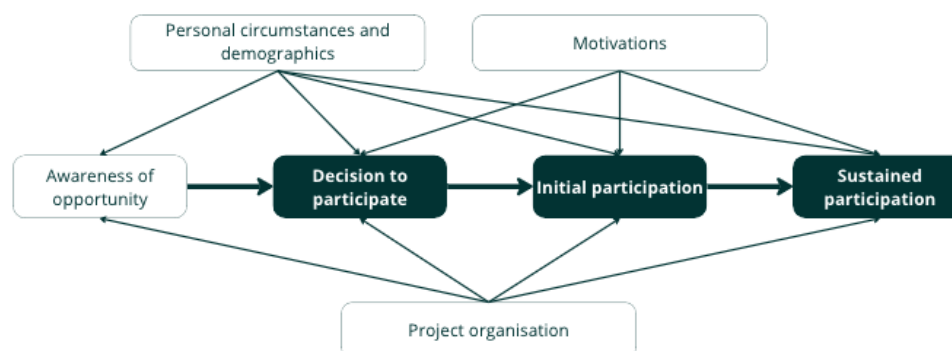 Personal circumstances and
demographics
Motivations
Awareness of
opportunity
Decision to
participate
Initial participation
Sustained
participation
Project organisation